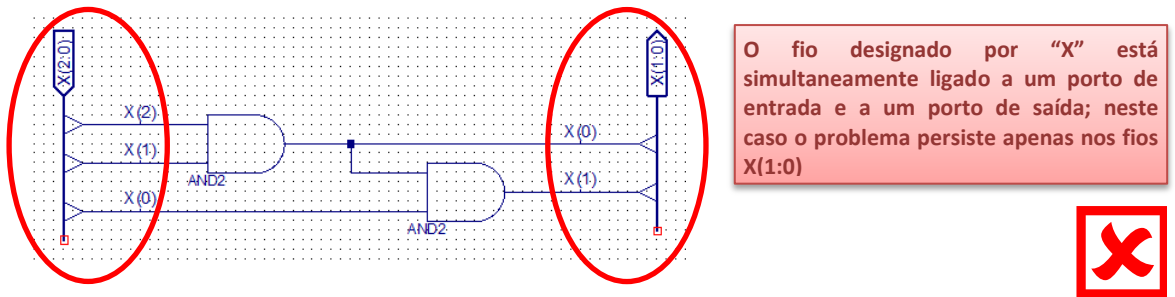 X(2:0)
X(2)
X(1)
X(0)
AND2
AND2
X(0)
X(1)
X(1:0)
O fio designado por “X” está
simultaneamente ligado a um porto de
entrada e a um porto de saída; neste
caso o problema persiste apenas nos fios
X(1:0)